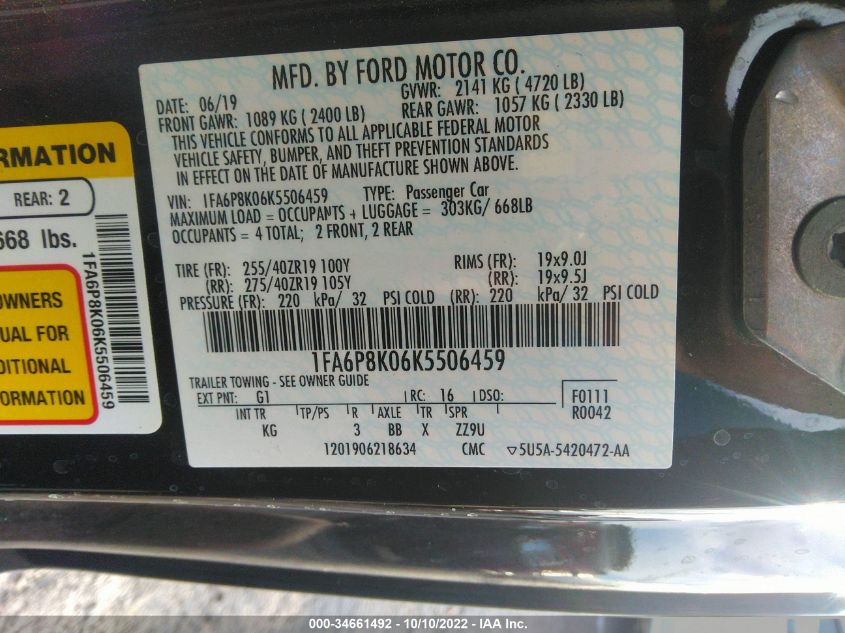 RMATION
REAR: 2
668 lbs.
1FA6P8K06K5506459
OWNERS
UAL FOR
DITIONAL
FORMATION
MFD. BY FORD MOTOR CO.
DATE: 06/19 GVWR: 2141 KG ( 4720 LB)
FRONT GAWR: 1089 KG ( 2400 LB) REAR GAWR: 1057 KG ( 2330 LB)
THIS VEHICLE CONFORMS TO ALL APPLICABLE FEDERAL MOTOR
VEHICLE SAFETY, BUMPER, AND THEFT PREVENTION STANDARDS
IN EFFECT ON THE DATE OF MANUFACTURE SHOWN ABOVE.
VIN: 1FA6P8K06K5506459 TYPE: Passenger Car
MAXIMUM LOAD = OCCUPANTS + LUGGAGE = 303KG/ 668LB
OCCUPANTS = 4 TOTAL; 2 FRONT, 2 REAR
TIRE (FR): 255/40ZR19 100Y RIMS (FR): 19x9.0J
(RR): 275/40ZR19 105Y (RR): 19x9.5J
PRESSURE (FR): 220 kPa/ 32 PSI COLD (RR): 220 kPa/ 32 PSI COLD
1FA6P8K06K5506459
TRAILER TOWING - SEE OWNER GUIDE
EXT PNT: G1 RC: 16 DSO: F0111
R0042
INT TR TP/PS R AXLE TR SPR
KG 3 BB X ZZ9U
1201906218634 CMC ▽5U5A-5420472-AA
000-34661492 - 10/10/2022 - IAA Inc.